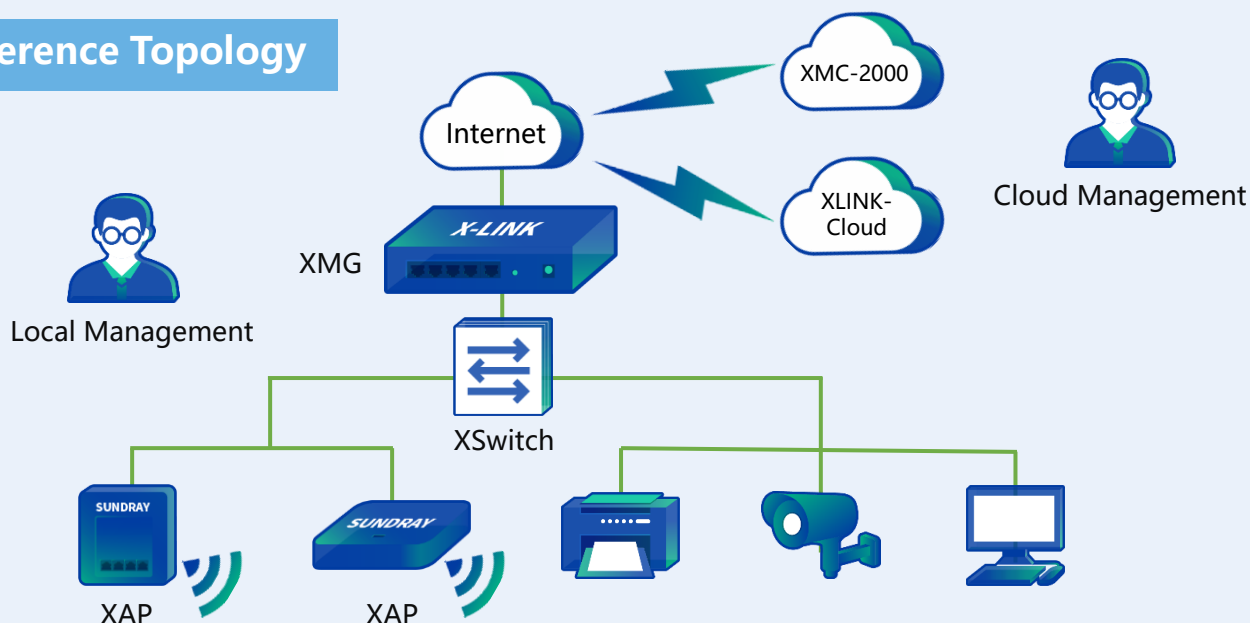 erence Topology
XMC-2000
Internet
Cloud Management
XLINK-
Cloud
X-LINK
XMG
Local Management
XSwitch
SUNDRAY
SUNDRAY
XAP
XAP